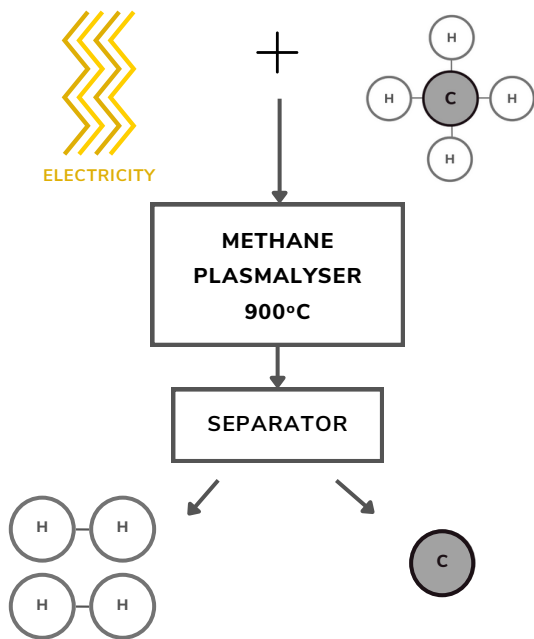 H
H
C
H
H
ELECTRICITY
METHANE
PLASMALYSER
900°C
SEPARATOR
H H
C
H H